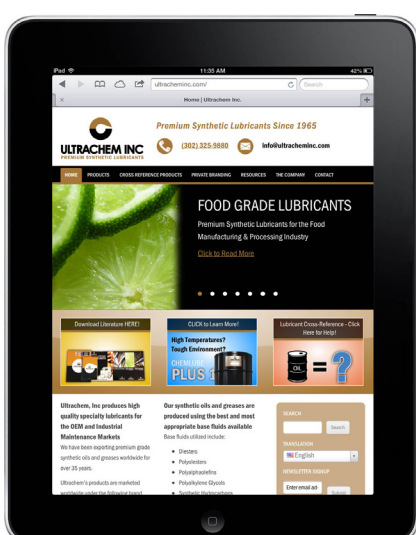 iPad
11:35 AM
42%
ultracheminc.com/
Search
Home | Ultrachem Inc.
ULTRACHEM INC
PREMIUM SYNTHETIC LUBRICANTS
Premium Synthetic Lubricants Since 1965
(302) 325-9880
info@ultracheminc.com
HOME PRODUCTS CROSS REFERENCE PRODUCTS PRIVATE BRANDING RESOURCES THE COMPANY CONTACT
FOOD GRADE LUBRICANTS
Premium Synthetic Lubricants for the Food
Manufacturing & Processing Industry
Click to Read More
Download Literature HERE!
CLICK to Learn More!
High Temperatures?
Tough Environment?
CHEMLUBE
PLUS
Lubricant Cross-Reference - Click
Here for Help!
OIL = ?
Ultrachem, Inc produces high
quality specialty lubricants for
the OEM and Industrial
Maintenance Markets
We have been exporting premium grade
synthetic oils and greases worldwide for
over 35 years.
Ultrachem's products are marketed
worldwide under the following brand
Our synthetic oils and greases are
produced using the best and most
appropriate base fluids available
Base fluids utilized include:
• Diesters
• Polyolesters
• Polyalphaolefins
• Polyalkylene Glycols
• Synthetic Hydrocarbons
SEARCH
Search
TRANSLATION
English
NEWSLETTER SIGNUP
Enter email ad
Submit